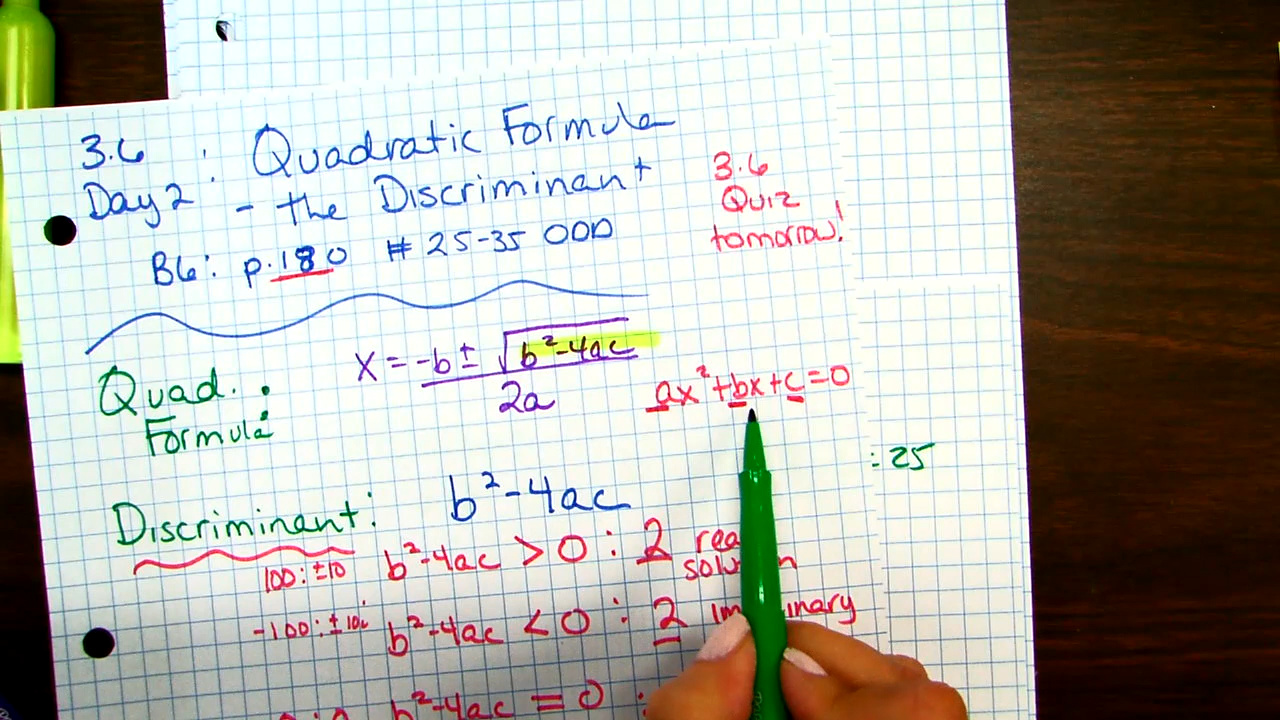 3.6 : Quadratic Formula
Day 2 - the Discriminant
3.6
Quiz
tomorrow!
B6: p.180 # 25-35 ODD
Quad. :
Formula
x = -b ± √b²-4ac
2a
ax²+bx+c=0
: 25
Discriminant: b²-4ac
100: ±10 b²-4ac > 0 : 2
-100: ±10i b²-4ac < 0 : 2
b²-4ac = 0 :